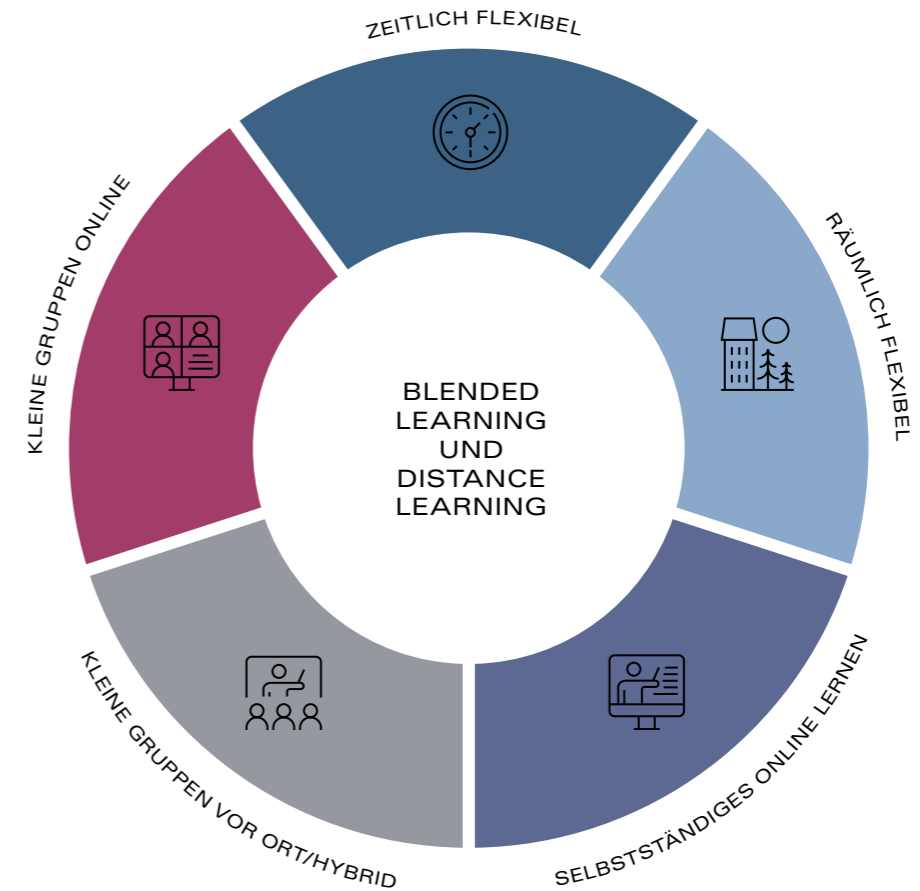 ZEITLICH FLEXIBEL
RÄUMLICH FLEXIBEL
SELBSTSTÄNDIGES ONLINE LERNEN
KLEINE GRUPPEN VOR ORT/HYBRID
KLEINE GRUPPEN ONLINE
BLENDED
LEARNING
UND
DISTANCE
LEARNING